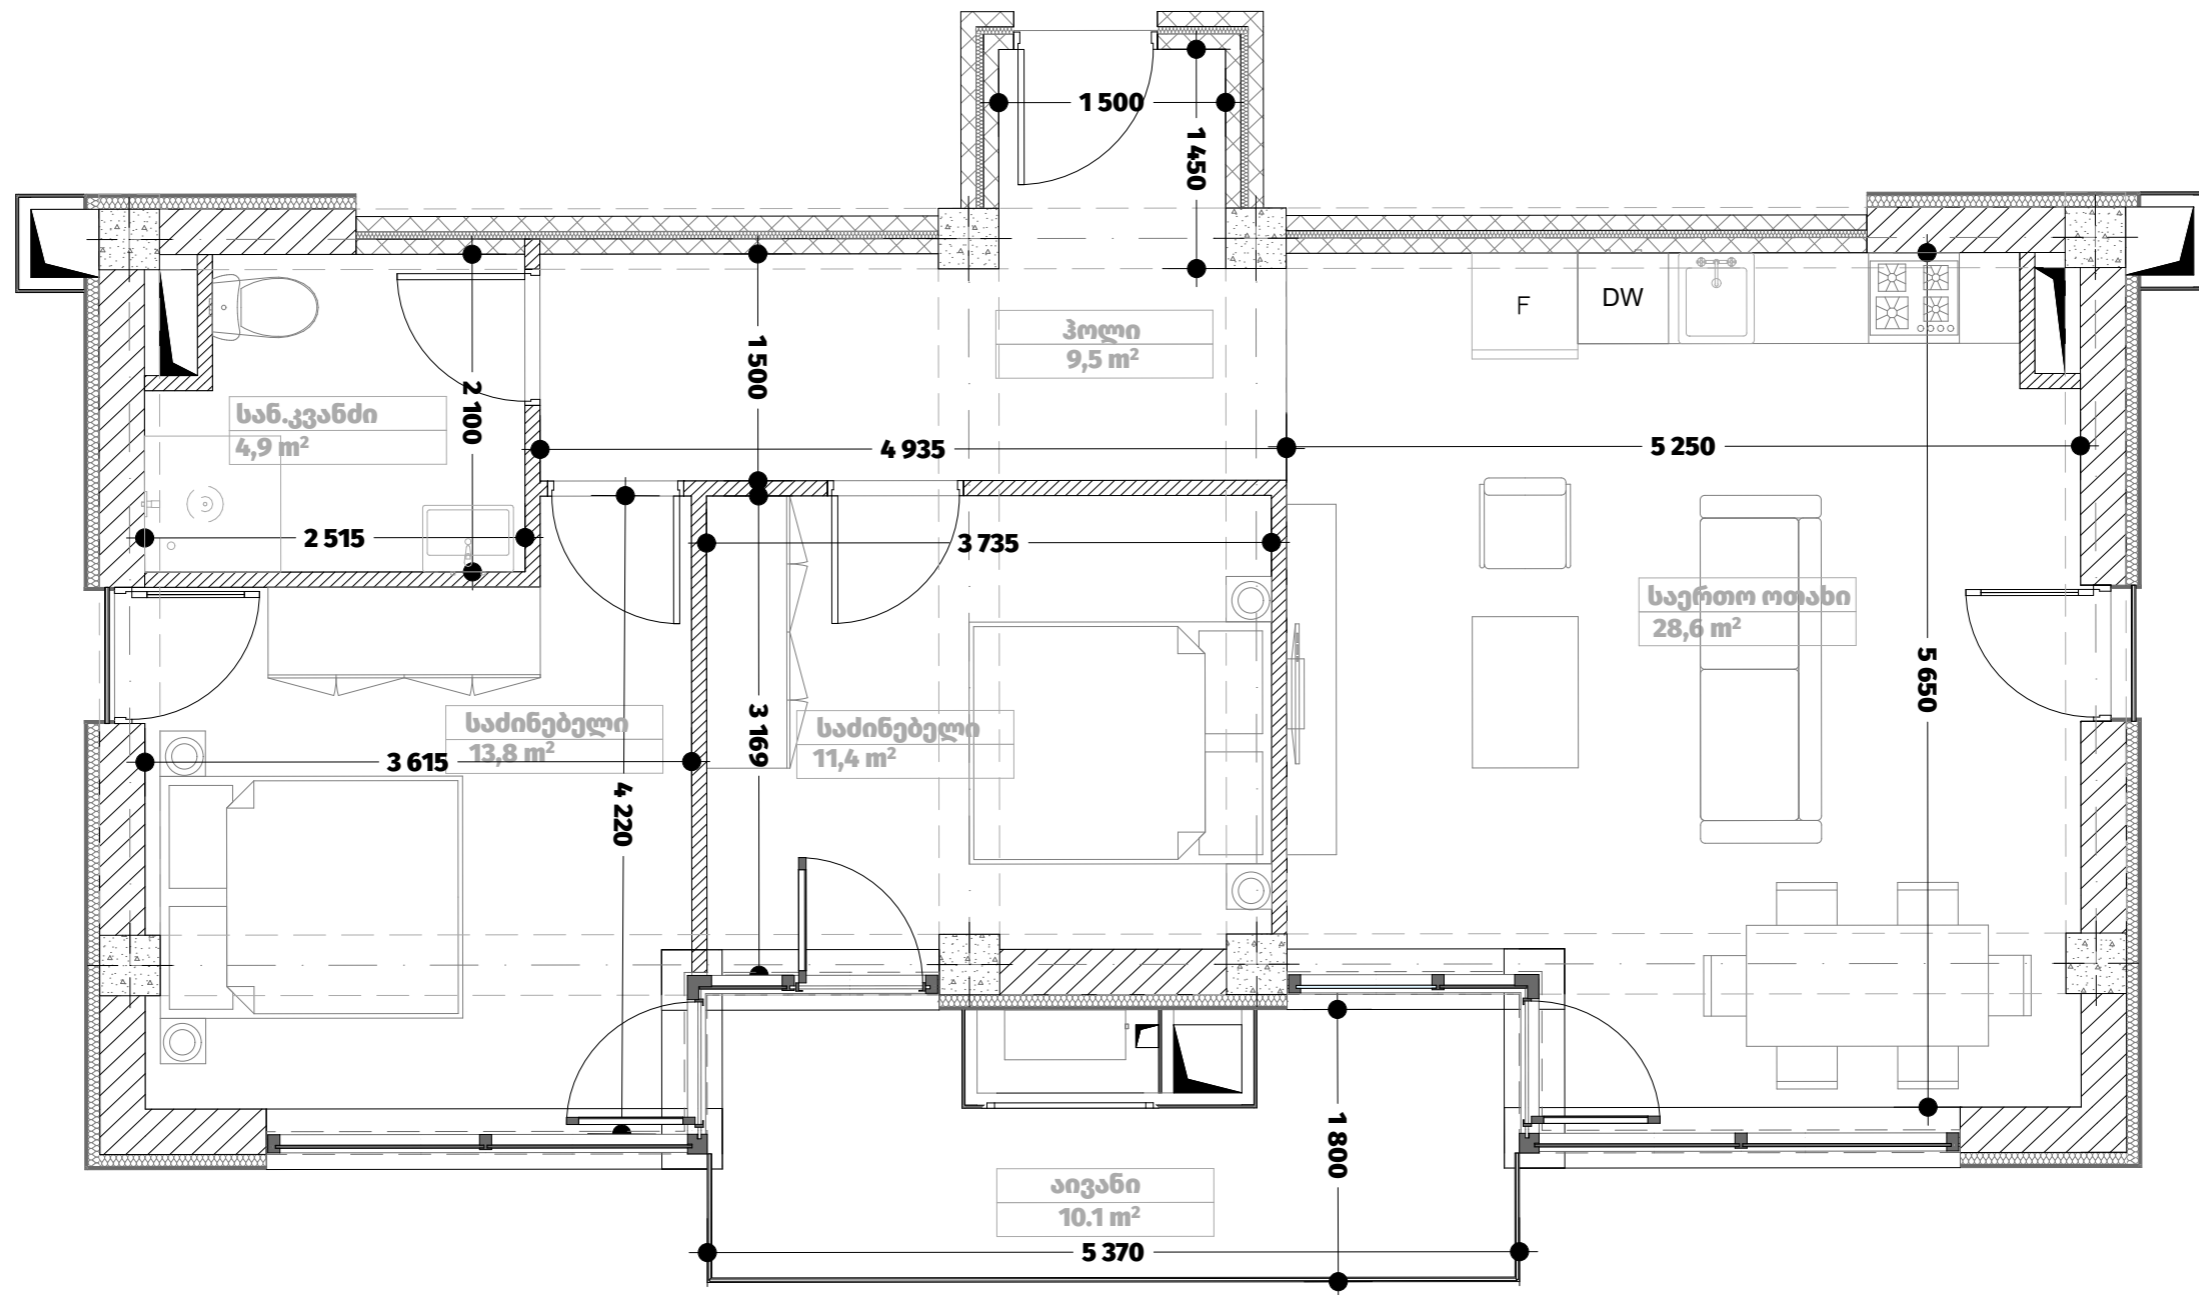 1 500
1 450
ჰოლი
9,5 m²
F
DW
1 500
2 100
სან.კვანძი
4,9 m²
4 935
5 250
2 515
3 735
საერთო ოთახი
28,6 m²
5 650
საძინებელი
13,8 m²
3 169
საძინებელი
11,4 m²
3 615
4 220
1 800
აივანი
10.1 m²
5 370